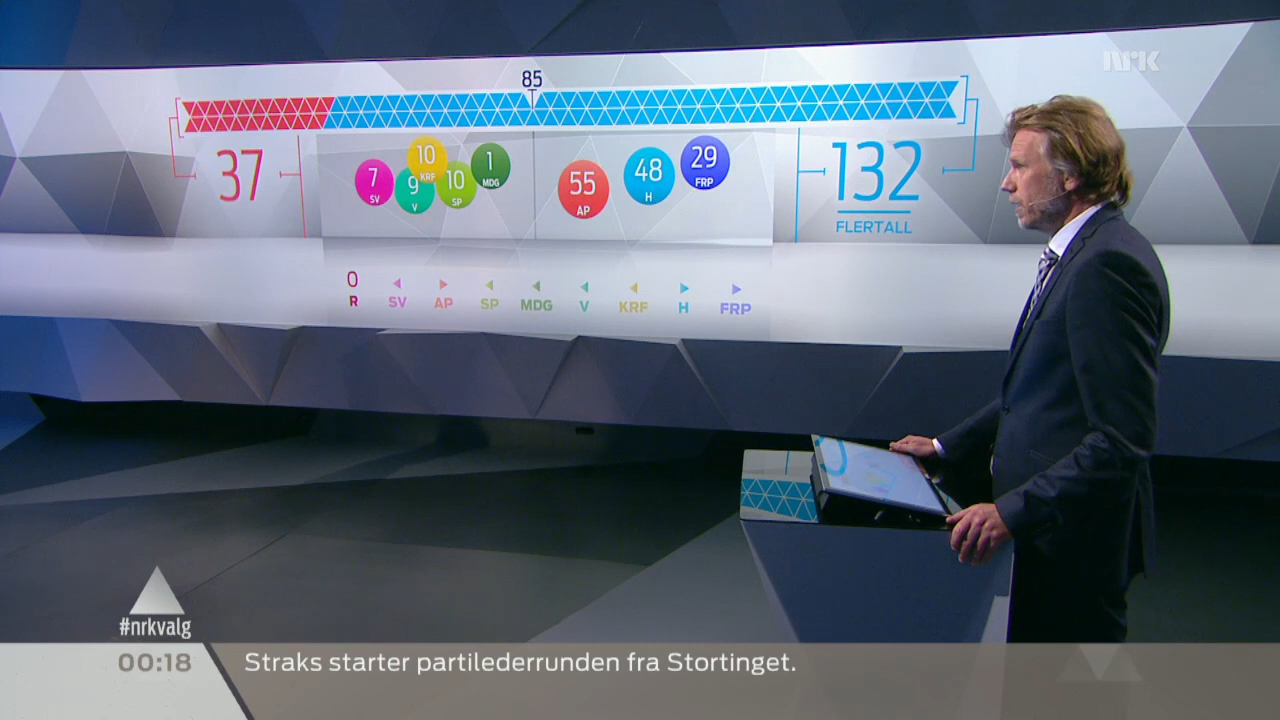 nrk
85
37
132
FLERTALL
7
SV
9
V
10
KRF
10
SP
1
MDG
55
AP
48
H
29
FRP
0
R SV AP SP MDG V KRF H FRP
#nrkvalg
00:18 Straks starter partilederrunden fra Stortinget.